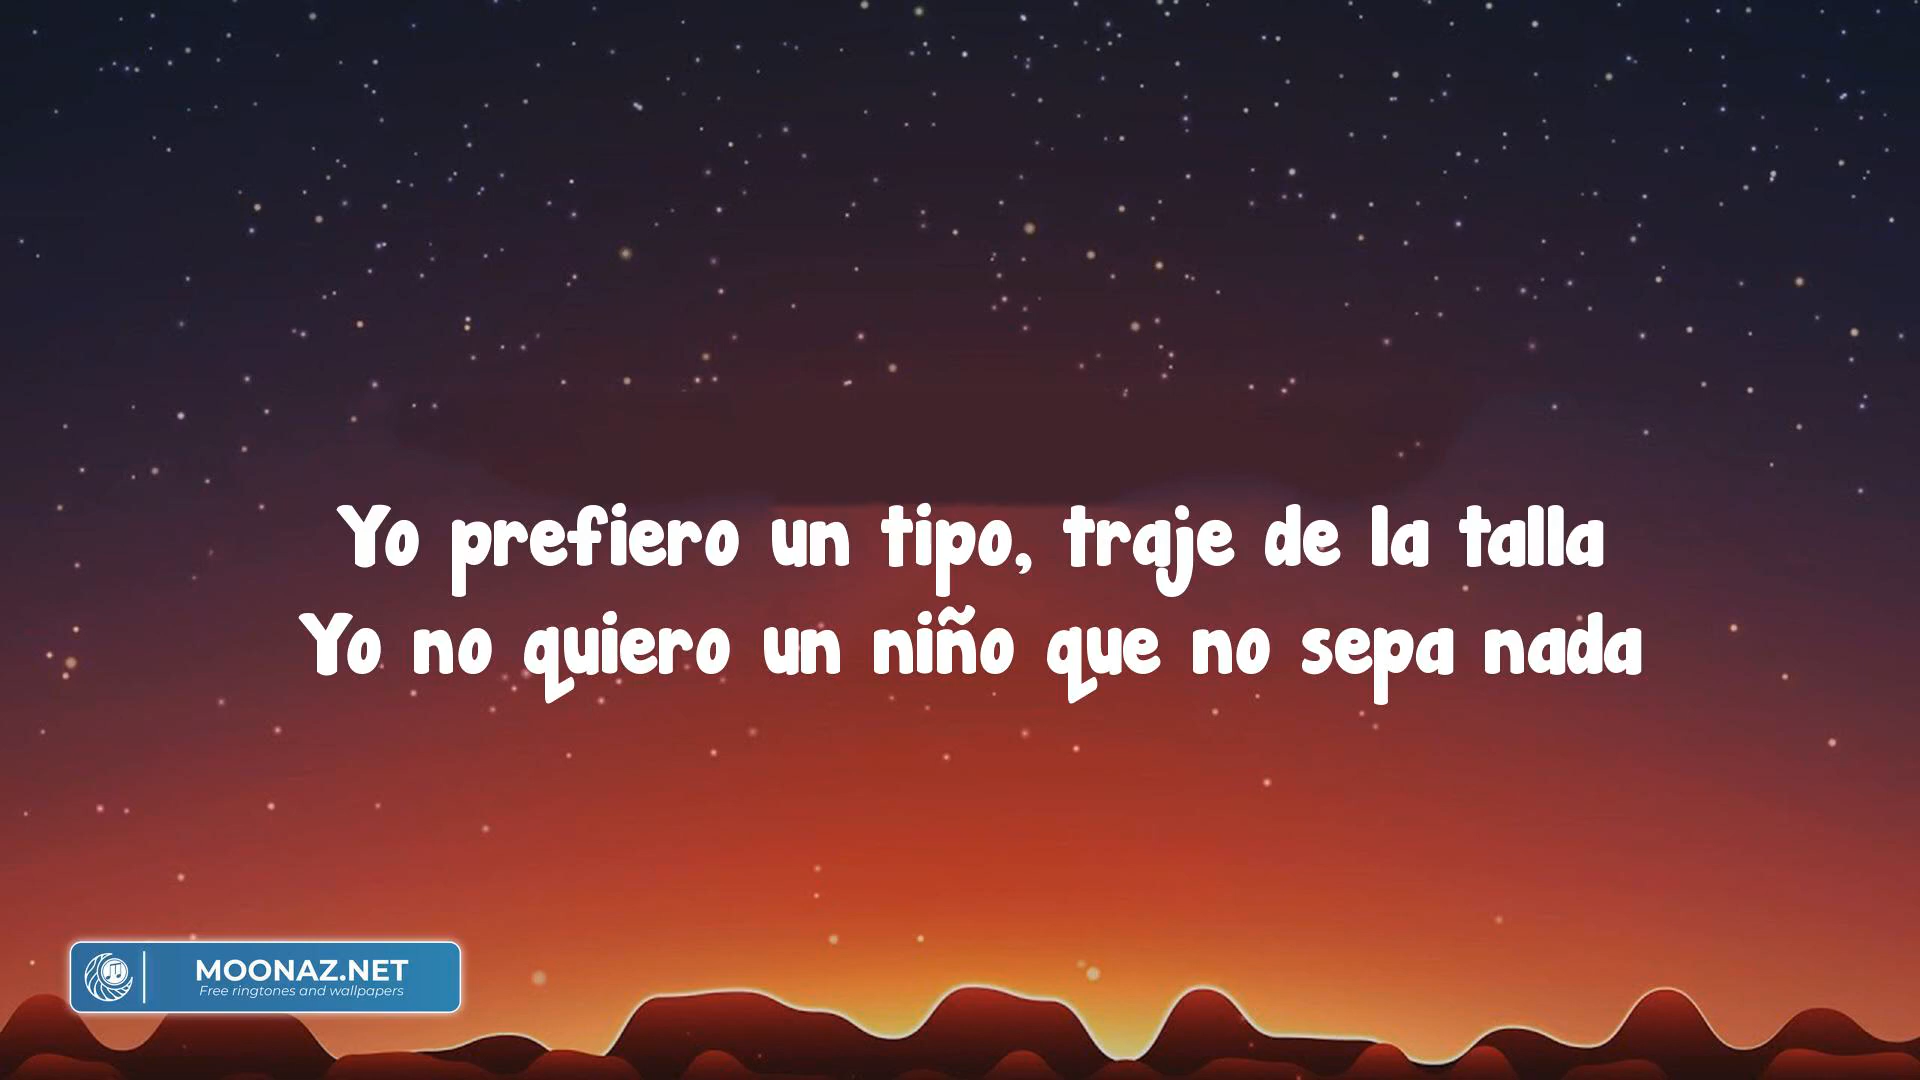 Yo prefiero un tipo, traje de la talla
Yo no quiero un niño que no sepa nada
MOONAZ.NET
Free ringtones and wallpapers